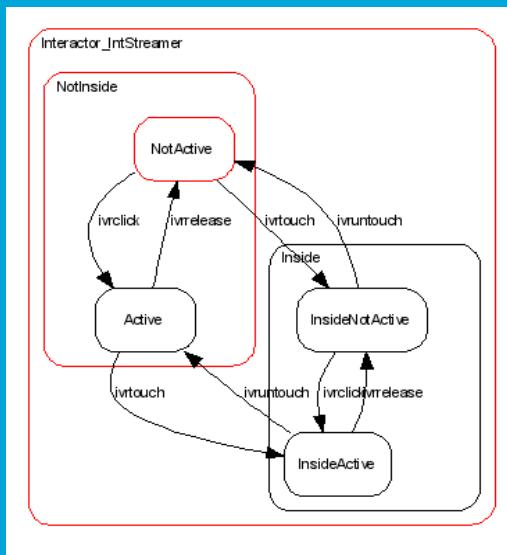 Interactor_IntStreamer
NotInside
NotActive
ivrclick
ivrrelease
ivrtouch
ivruntouch
Inside
Active
InsideNotActive
ivrtouch
ivruntouch
ivrclick
ivrrelease
InsideActive